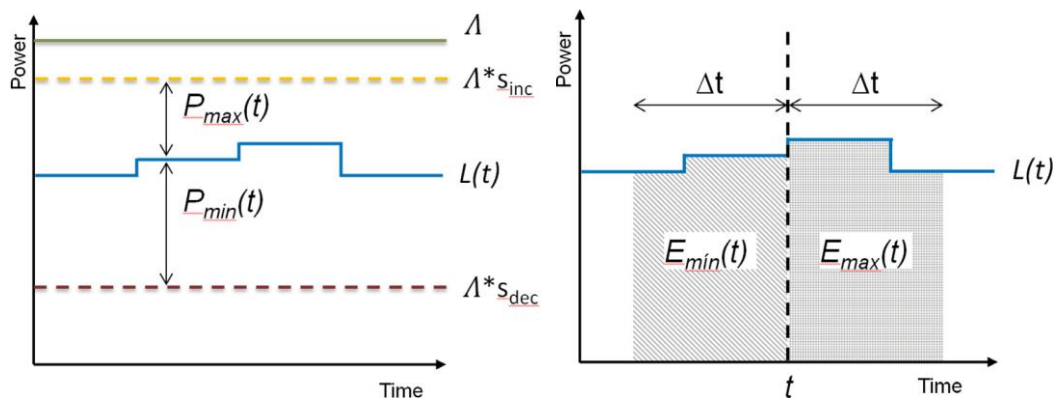 Power
Λ
Λ*s_inc
P_max(t)
L(t)
P_min(t)
Λ*s_dec
Time
Power
Δt Δt
L(t)
E_mín(t) E_max(t)
t
Time